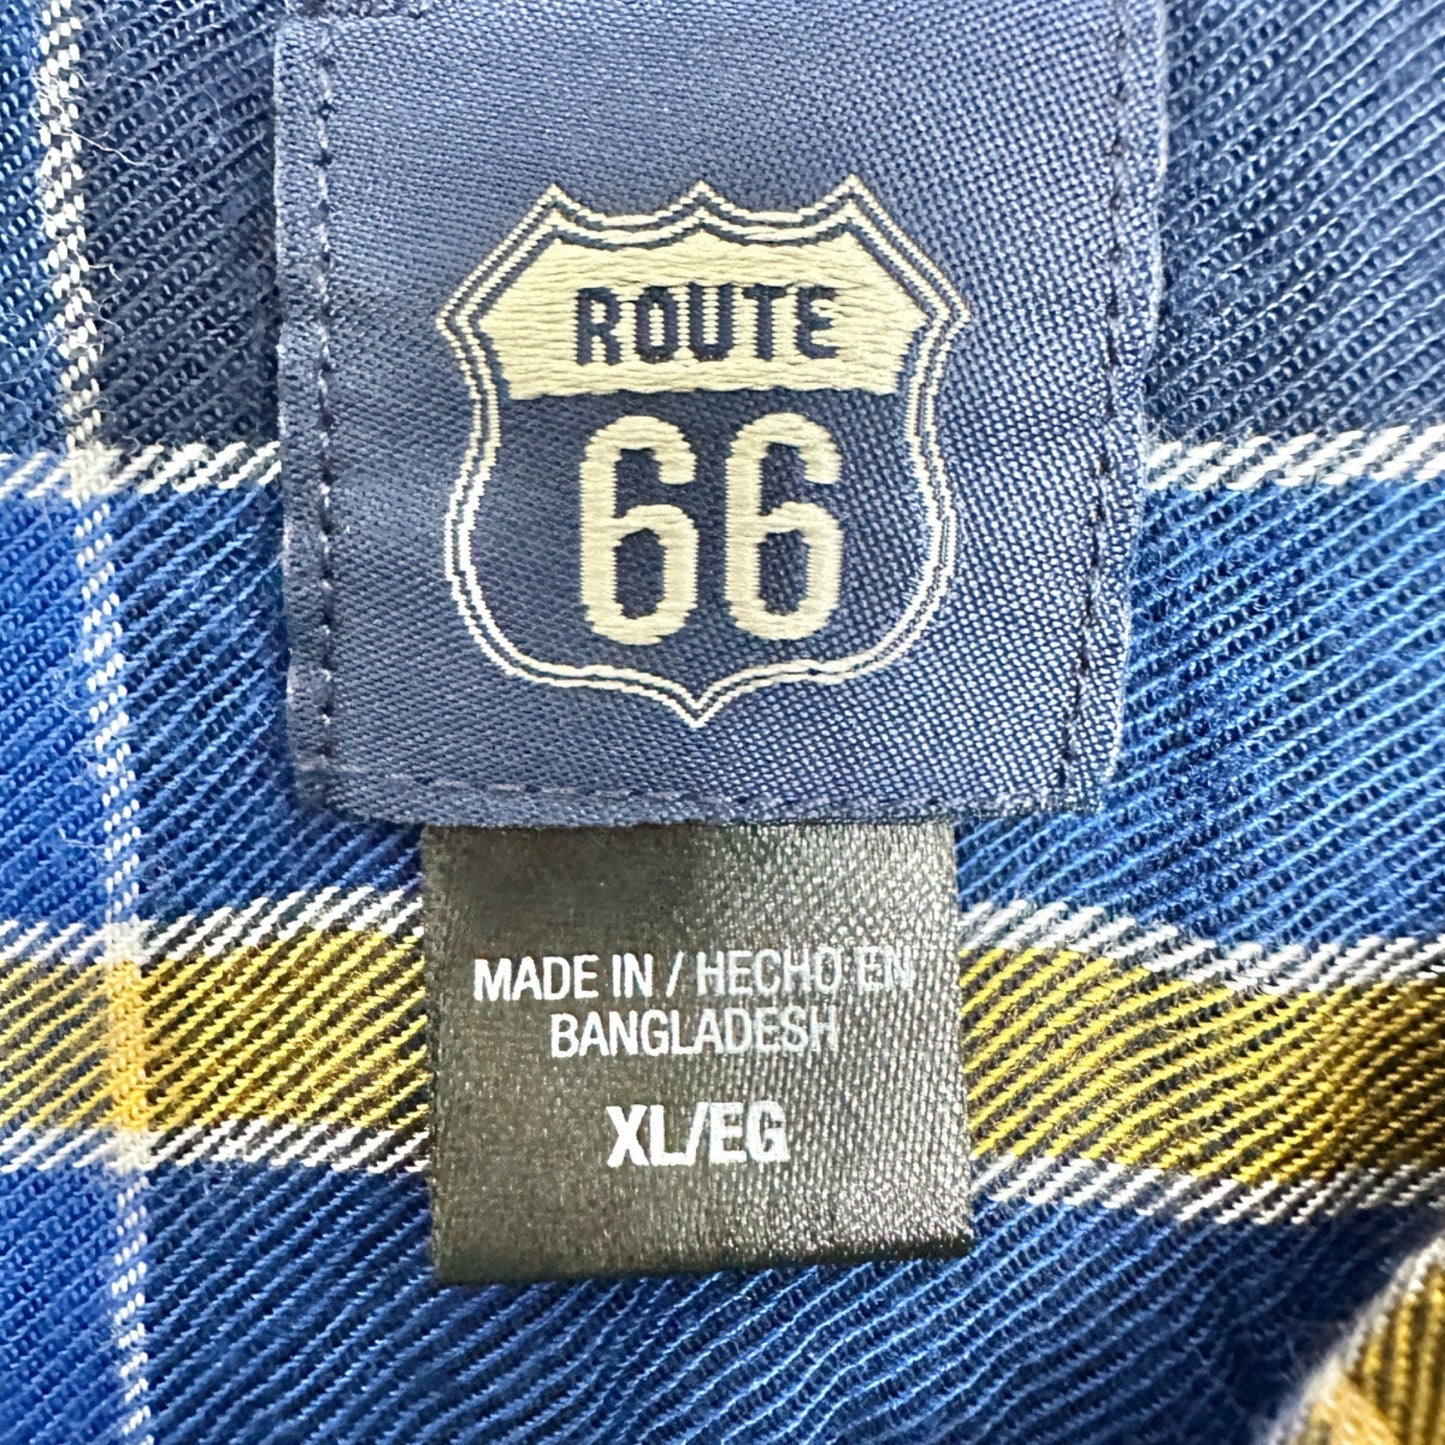 ROUTE
66
MADE IN / HECHO EN
BANGLADESH
XL/EG